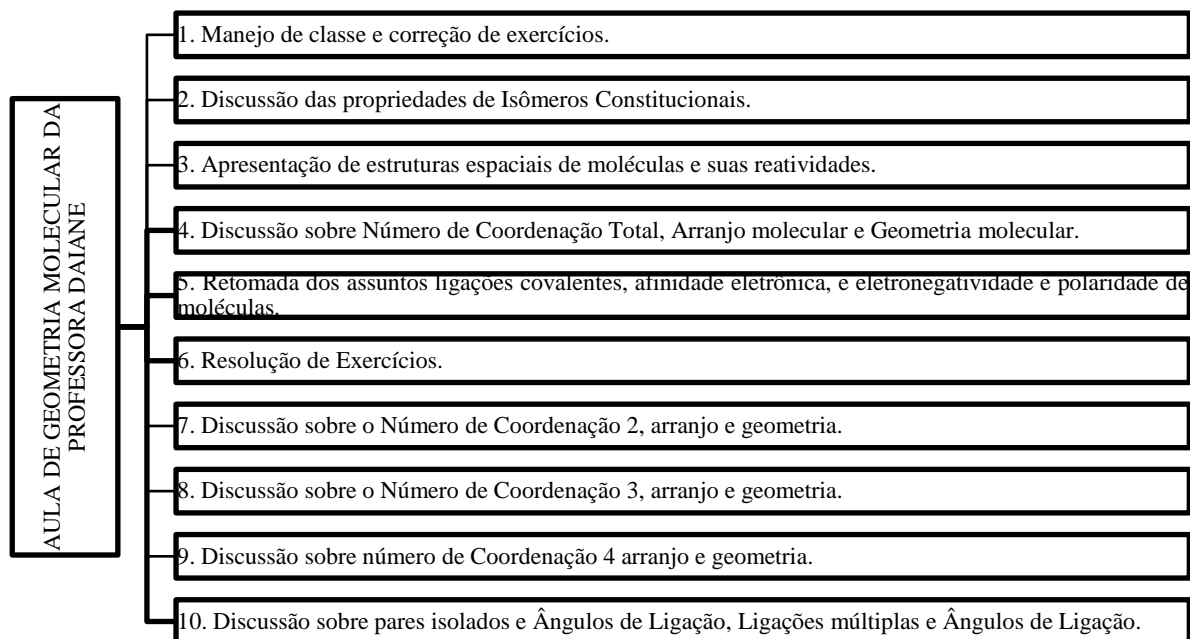 AULA DE GEOMETRIA MOLECULAR DA
PROFESSORA DAIANE
1. Manejo de classe e correção de exercícios.
2. Discussão das propriedades de Isômeros Constitucionais.
3. Apresentação de estruturas espaciais de moléculas e suas reatividades.
4. Discussão sobre Número de Coordenação Total, Arranjo molecular e Geometria molecular.
5. Retomada dos assuntos ligações covalentes, afinidade eletrônica, e eletronegatividade e polaridade de
moléculas.
6. Resolução de Exercícios.
7. Discussão sobre o Número de Coordenação 2, arranjo e geometria.
8. Discussão sobre o Número de Coordenação 3, arranjo e geometria.
9. Discussão sobre número de Coordenação 4 arranjo e geometria.
10. Discussão sobre pares isolados e Ângulos de Ligação, Ligações múltiplas e Ângulos de Ligação.